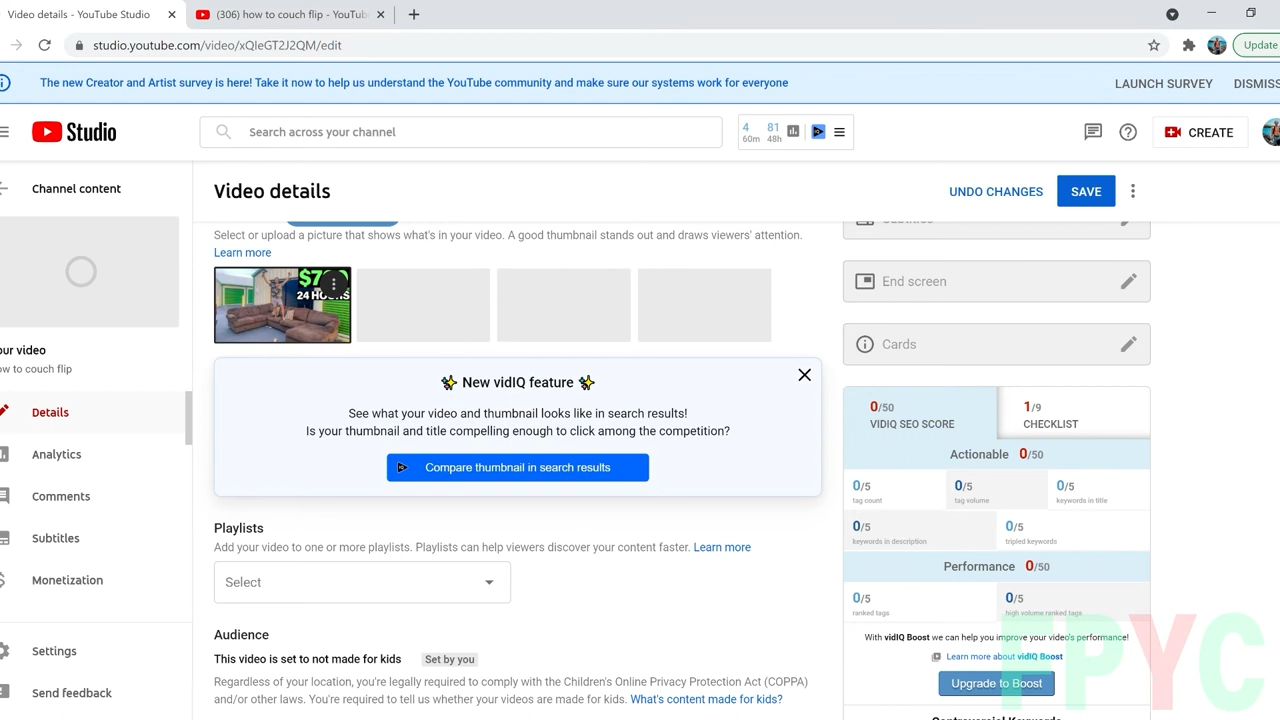 Video details - YouTube Studio
(306) how to couch flip - YouTub
studio.youtube.com/video/xQIeGT2J2QM/edit
Update
The new Creator and Artist survey is here! Take it now to help us understand the YouTube community and make sure our systems work for everyone
LAUNCH SURVEY
DISMISS
Studio
Search across your channel
4
60m
81
48h
CREATE
Channel content
Video details
UNDO CHANGES
SAVE
Select or upload a picture that shows what's in your video. A good thumbnail stands out and draws viewers' attention.
Learn more
24 HOURS
Subtitles
End screen
Cards
our video
ow to couch flip
New vidIQ feature
See what your video and thumbnail looks like in search results!
Is your thumbnail and title compelling enough to click among the competition?
Compare thumbnail in search results
0/50
VIDIQ SEO SCORE
1/9
CHECKLIST
Actionable 0/50
0/5
tag count
0/5
tag volume
0/5
keywords in title
0/5
keywords in description
0/5
tripled keywords
Performance 0/50
0/5
ranked tags
0/5
high volume ranked tags
With vidIQ Boost we can help you improve your video's performance!
Learn more about vidIQ Boost
Upgrade to Boost
Controversial Keywords
Details
Analytics
Comments
Subtitles
Monetization
Settings
Send feedback
Playlists
Add your video to one or more playlists. Playlists can help viewers discover your content faster. Learn more
Select
Audience
This video is set to not made for kids
Set by you
Regardless of your location, you're legally required to comply with the Children's Online Privacy Protection Act (COPPA)
and/or other laws. You're required to tell us whether your videos are made for kids. What's content made for kids?
FPYC